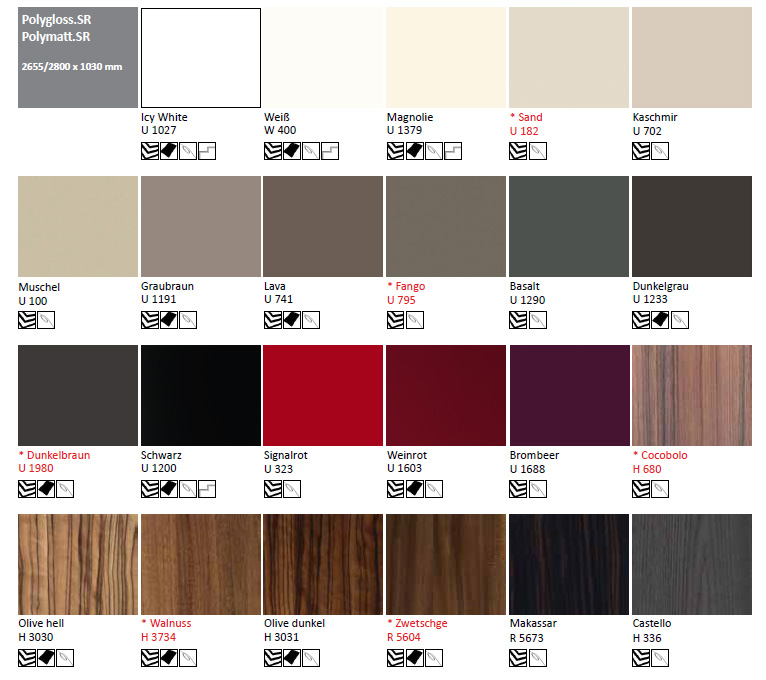 Polygloss.SR
Polymatt.SR
2655/2800 x 1030 mm
Icy White
U 1027
Weiß
W 400
Magnolie
U 1379
* Sand
U 182
Kaschmir
U 702
Muschel
U 100
Graubraun
U 1191
Lava
U 741
* Fango
U 795
Basalt
U 1290
Dunkelgrau
U 1233
* Dunkelbraun
U 1980
Schwarz
U 1200
Signalrot
U 323
Weinrot
U 1603
Brombeer
U 1688
* Cocobolo
H 680
Olive hell
H 3030
* Walnuss
H 3734
Olive dunkel
H 3031
* Zwetschge
R 5604
Makassar
R 5673
Castello
H 336